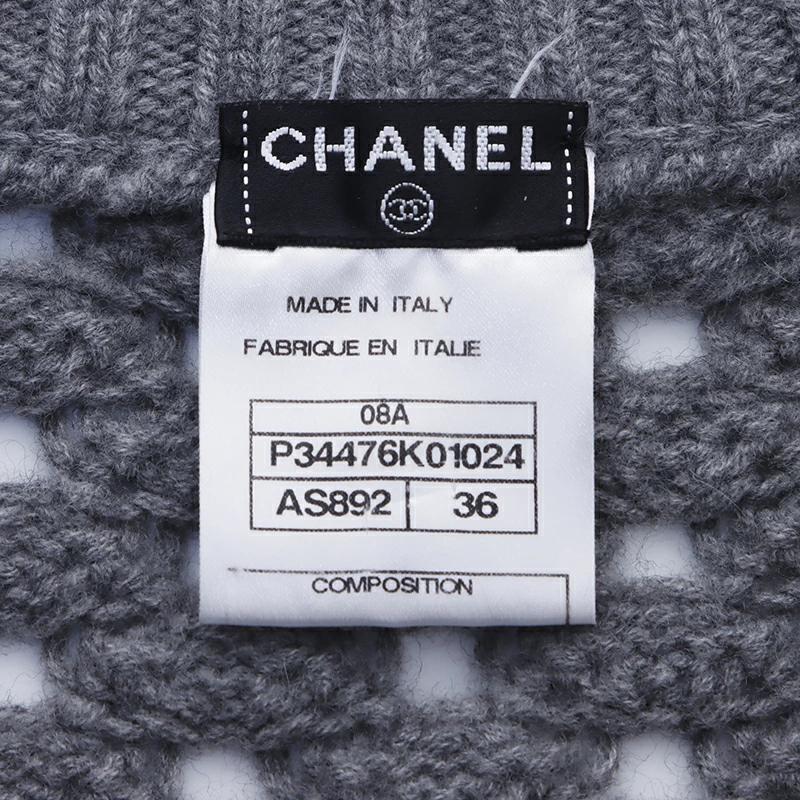 CHANEL
MADE IN ITALY
FABRIQUE EN ITALIE
08A
P34476K01024
AS892 36
COMPOSITION